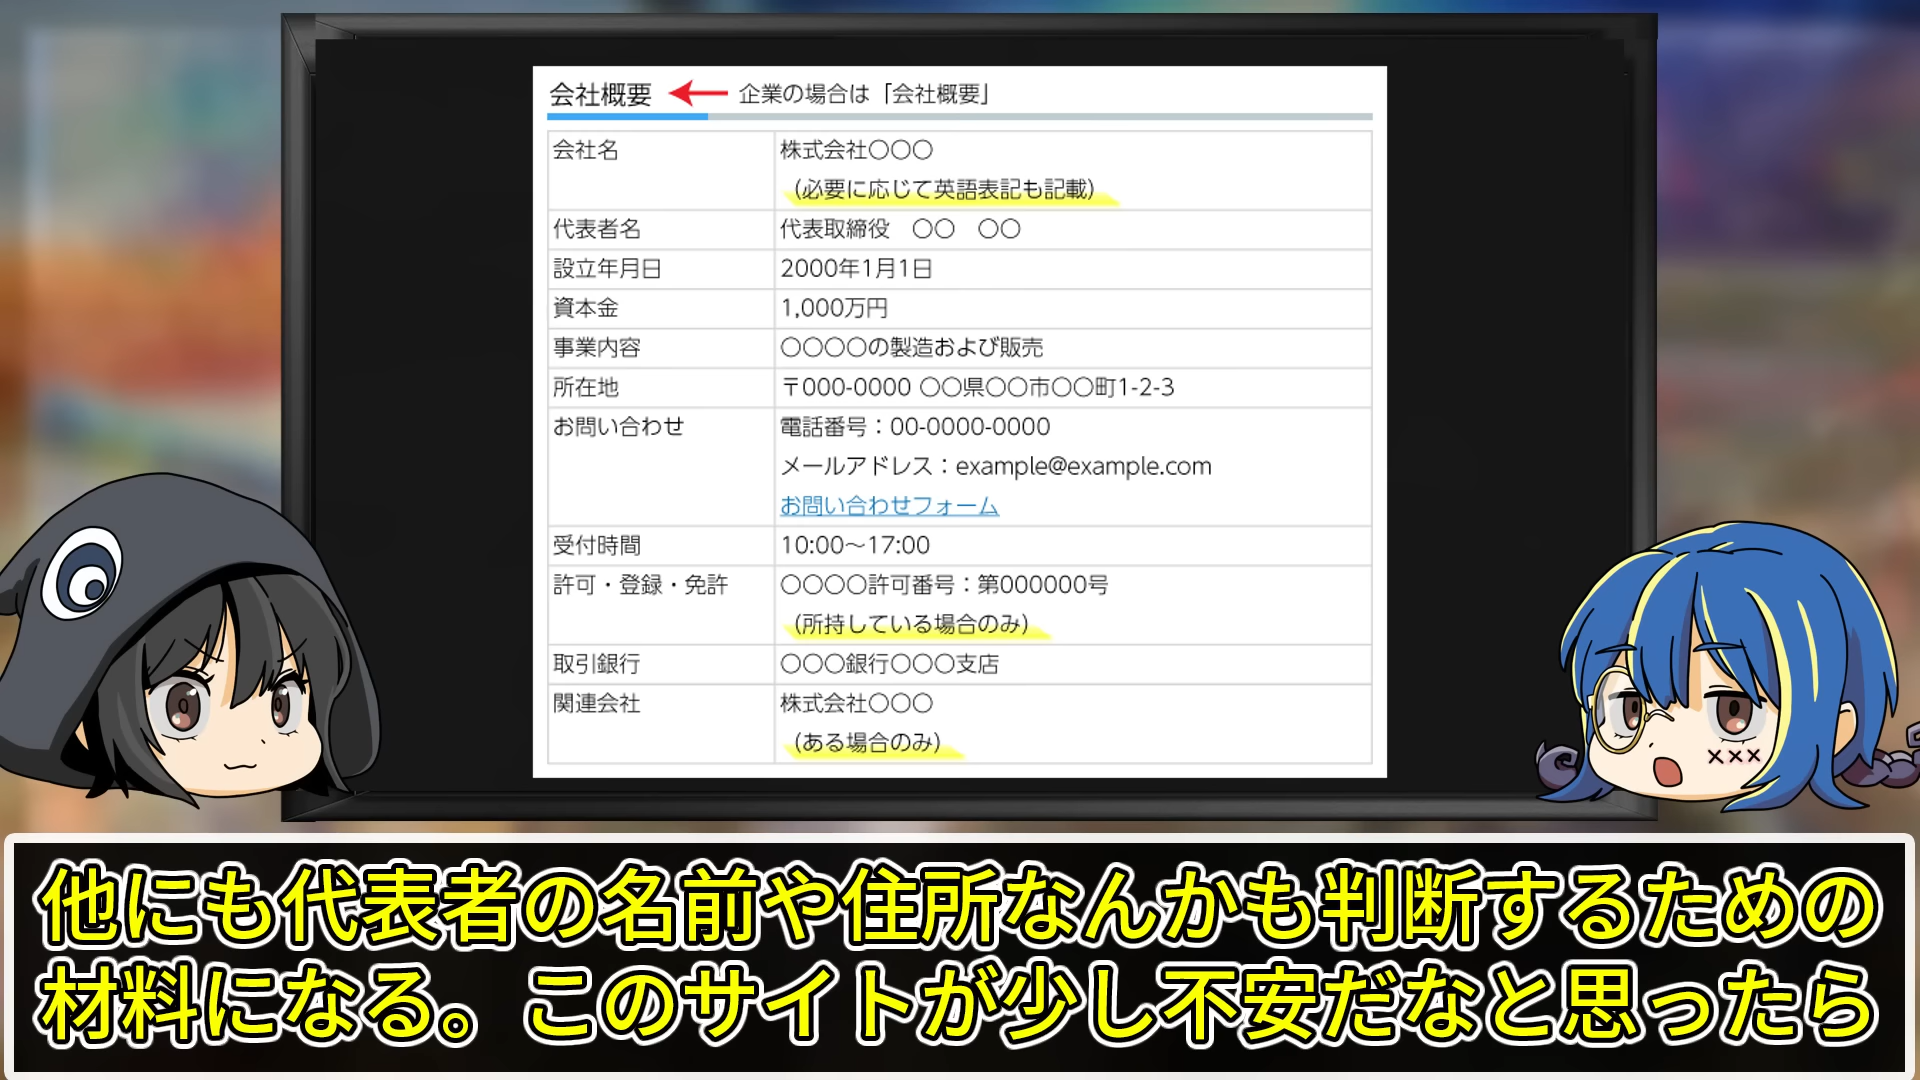 会社概要 企業の場合は「会社概要」
会社名 株式会社〇〇〇
(必要に応じて英語表記も記載)
代表者名 代表取締役 〇〇 〇〇
設立年月日 2000年1月1日
資本金 1,000万円
事業内容 〇〇〇〇の製造および販売
所在地 〒000-0000 〇〇県〇〇市〇〇町1-2-3
お問い合わせ 電話番号:00-0000-0000
メールアドレス:example@example.com
お問い合わせフォーム
受付時間 10:00〜17:00
許可・登録・免許 〇〇〇〇許可番号:第000000号
(所持している場合のみ)
取引銀行 〇〇〇銀行〇〇〇支店
関連会社 株式会社〇〇〇
(ある場合のみ)
他にも代表者の名前や住所なんかも判断するための
材料になる。このサイトが少し不安だなと思ったら